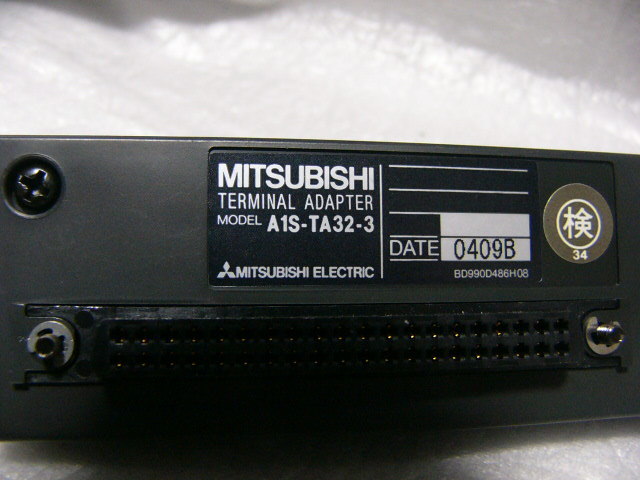 MITSUBISHI
TERMINAL ADAPTER
MODEL A1S-TA32-3
MITSUBISHI ELECTRIC
DATE 0409B
BD990D486H08
検
34